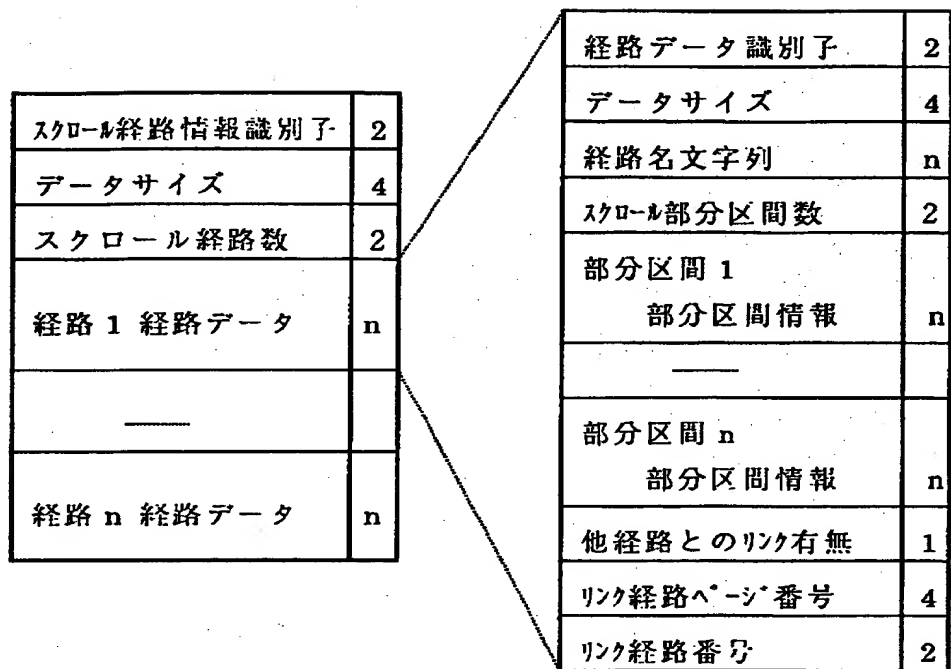 スクロール経路情報識別子 2
データサイズ 4
スクロール経路数 2
経路 1 経路データ n
経路 n 経路データ n
経路データ識別子 2
データサイズ 4
経路名文字列 n
スクロール部分区間数 2
部分区間 1
部分区間情報 n
部分区間 n
部分区間情報 n
他経路とのリンク有無 1
リンク経路ページ番号 4
リンク経路番号 2